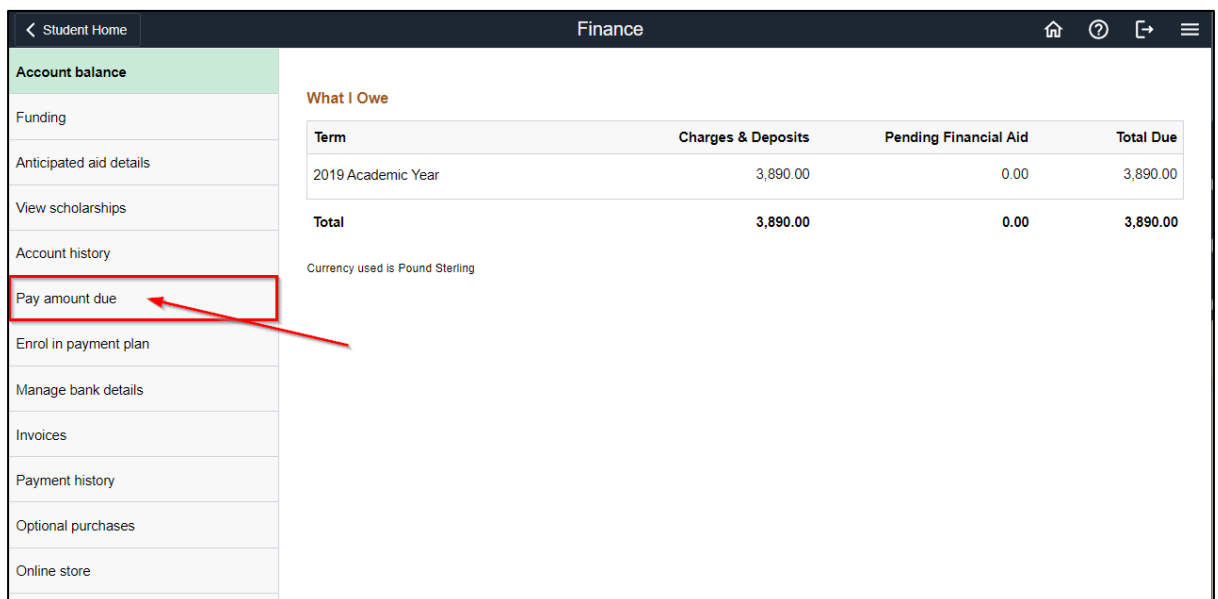 Student Home
Finance
Account balance
Funding
Anticipated aid details
View scholarships
Account history
Pay amount due
Enrol in payment plan
Manage bank details
Invoices
Payment history
Optional purchases
Online store
What I Owe
Term Charges & Deposits Pending Financial Aid Total Due
2019 Academic Year 3,890.00 0.00 3,890.00
Total 3,890.00 0.00 3,890.00
Currency used is Pound Sterling